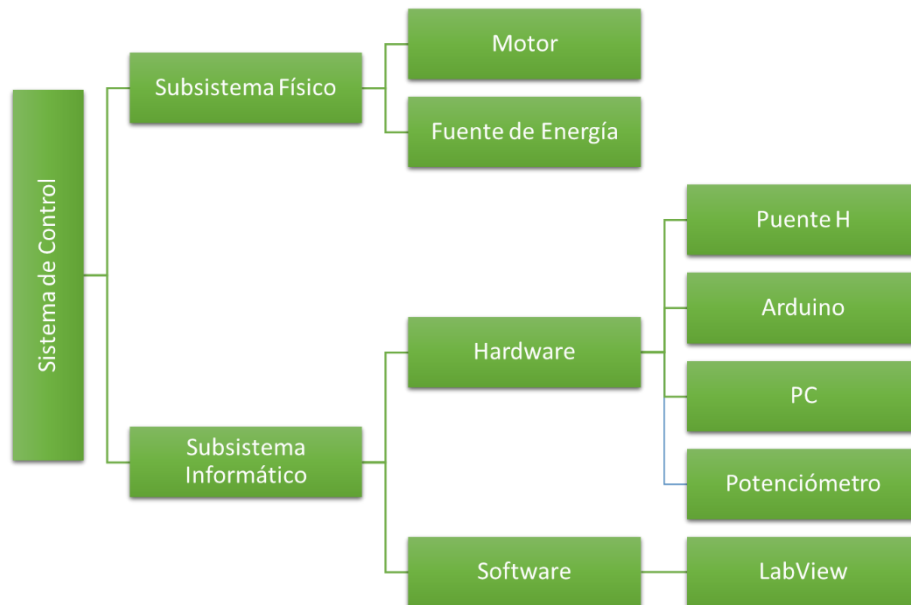 Sistema de Control
Subsistema Físico
Motor
Fuente de Energía
Subsistema
Informático
Hardware
Puente H
Arduino
PC
Potenciómetro
Software
LabView